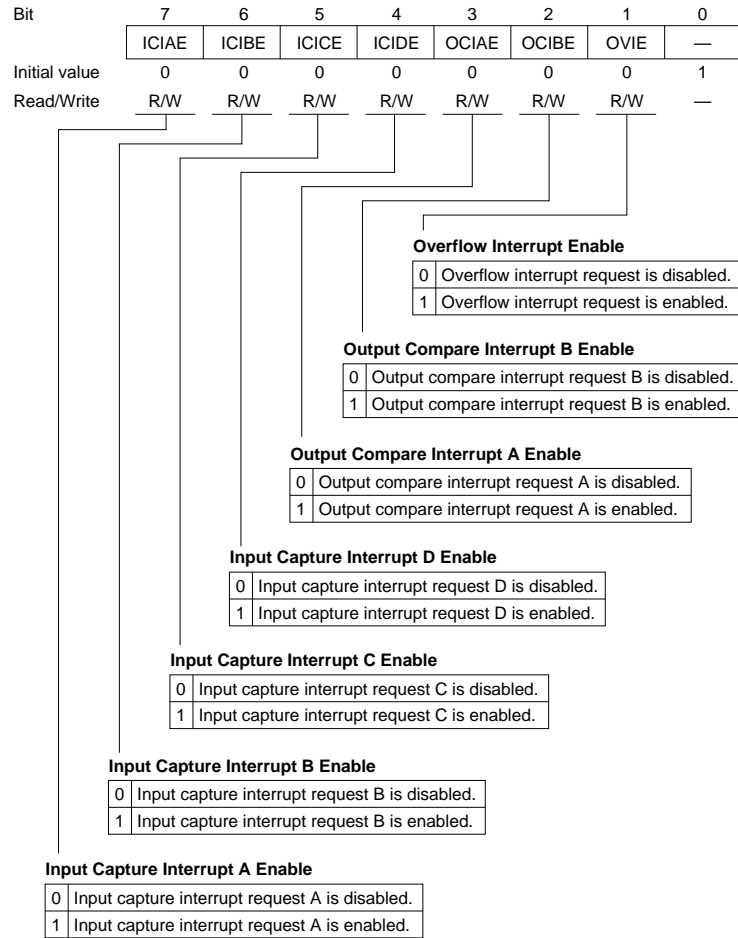 Bit 7 6 5 4 3 2 1 0
ICIAE ICIBE ICICE ICIDE OCIAE OCIBE OVIE —
Initial value 0 0 0 0 0 0 0 1
Read/Write R/W R/W R/W R/W R/W R/W R/W —
Overflow Interrupt Enable
0 Overflow interrupt request is disabled.
1 Overflow interrupt request is enabled.
Output Compare Interrupt B Enable
0 Output compare interrupt request B is disabled.
1 Output compare interrupt request B is enabled.
Output Compare Interrupt A Enable
0 Output compare interrupt request A is disabled.
1 Output compare interrupt request A is enabled.
Input Capture Interrupt D Enable
0 Input capture interrupt request D is disabled.
1 Input capture interrupt request D is enabled.
Input Capture Interrupt C Enable
0 Input capture interrupt request C is disabled.
1 Input capture interrupt request C is enabled.
Input Capture Interrupt B Enable
0 Input capture interrupt request B is disabled.
1 Input capture interrupt request B is enabled.
Input Capture Interrupt A Enable
0 Input capture interrupt request A is disabled.
1 Input capture interrupt request A is enabled.